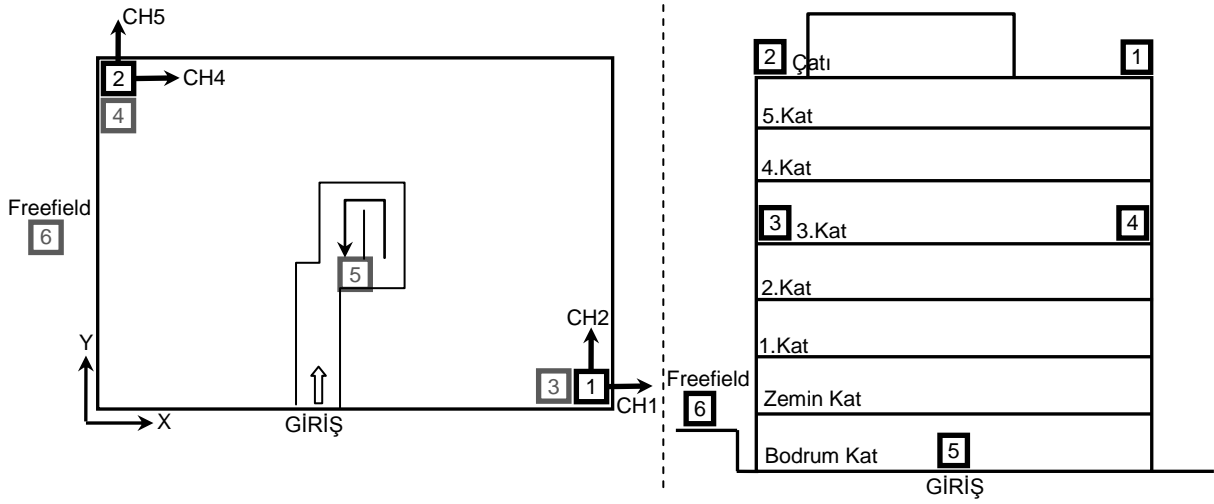 CH5
2
CH4
4
Freefield
6
5
CH2
Y
3
1
CH1
X
GİRİŞ
2
Çatı
1
5.Kat
4.Kat
3
3.Kat
4
2.Kat
1.Kat
Freefield
6
Zemin Kat
Bodrum Kat
5
GİRİŞ